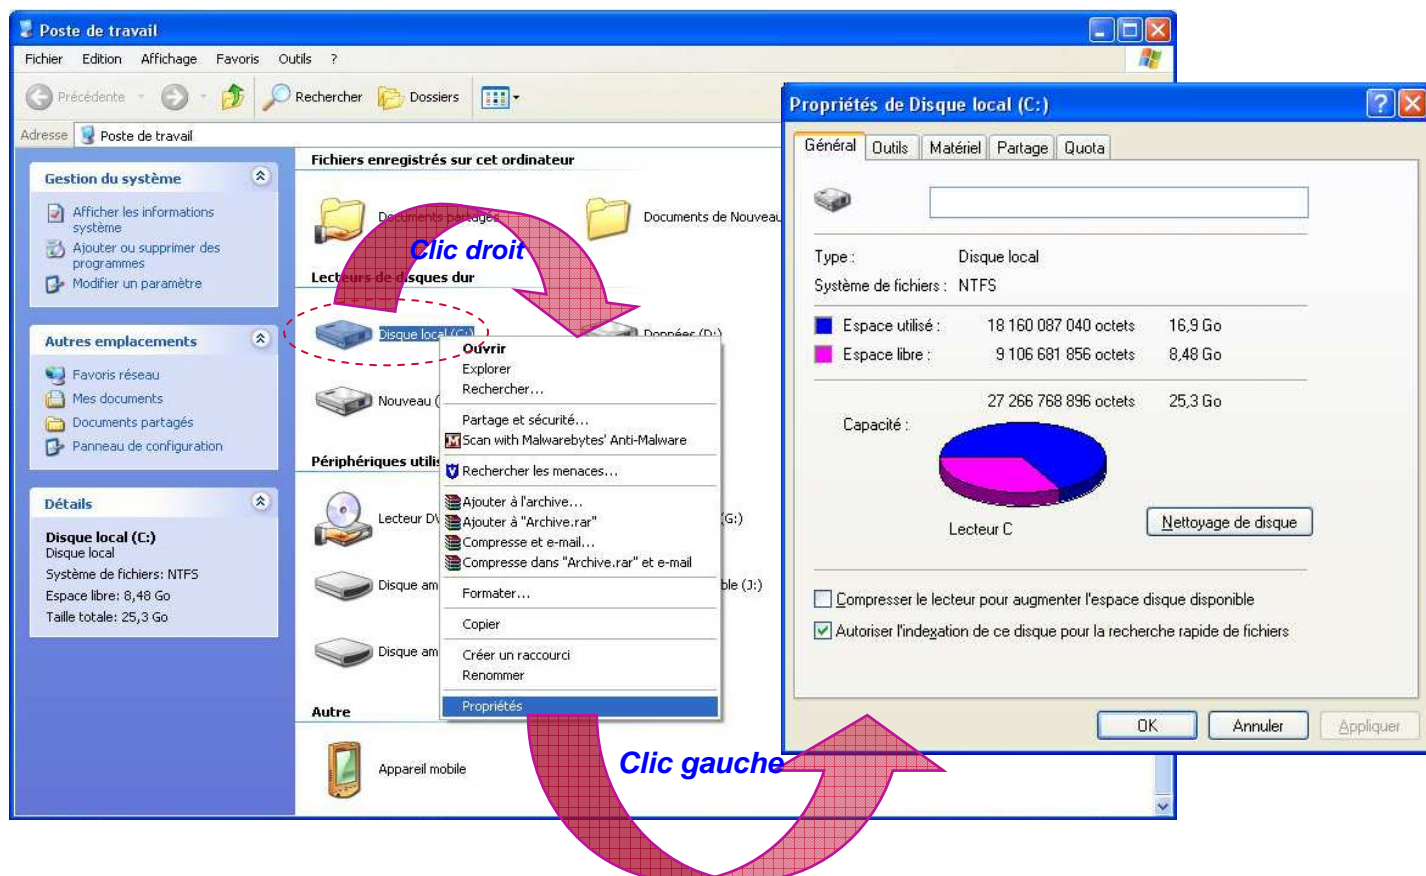 Poste de travail
Fichier Edition Affichage Favoris Outils ?
Précédente Rechercher Dossiers
Adresse Poste de travail
Gestion du système
Afficher les informations
système
Ajouter ou supprimer des
programmes
Modifier un paramètre
Autres emplacements
Favoris réseau
Mes documents
Documents partagés
Panneau de configuration
Détails
Disque local (C:)
Disque local
Système de fichiers: NTFS
Espace libre: 8,48 Go
Taille totale: 25,3 Go
Fichiers enregistrés sur cet ordinateur
Documents partagés
Documents de Nouveau
Clic droit
Lecteurs de disques dur
Disque local (C:)
Données (D:)
Nouveau (
Périphériques utilis
Lecteur DV
(G:)
Disque am
ble (J:)
Disque am
Autre
Appareil mobile
Ouvrir
Explorer
Rechercher...
Partage et sécurité...
Scan with Malwarebytes' Anti-Malware
Rechercher les menaces...
Ajouter à l'archive...
Ajouter à "Archive.rar"
Compresse et e-mail...
Compresse dans "Archive.rar" et e-mail
Formater...
Copier
Créer un raccourci
Renommer
Propriétés
Clic gauche
Propriétés de Disque local (C:)
Général Outils Matériel Partage Quota
Type : Disque local
Système de fichiers : NTFS
Espace utilisé : 18 160 087 040 octets 16,9 Go
Espace libre : 9 106 681 856 octets 8,48 Go
27 266 768 896 octets 25,3 Go
Capacité :
Lecteur C
Nettoyage de disque
Compresser le lecteur pour augmenter l'espace disque disponible
Autoriser l'indexation de ce disque pour la recherche rapide de fichiers
OK Annuler Appliquer